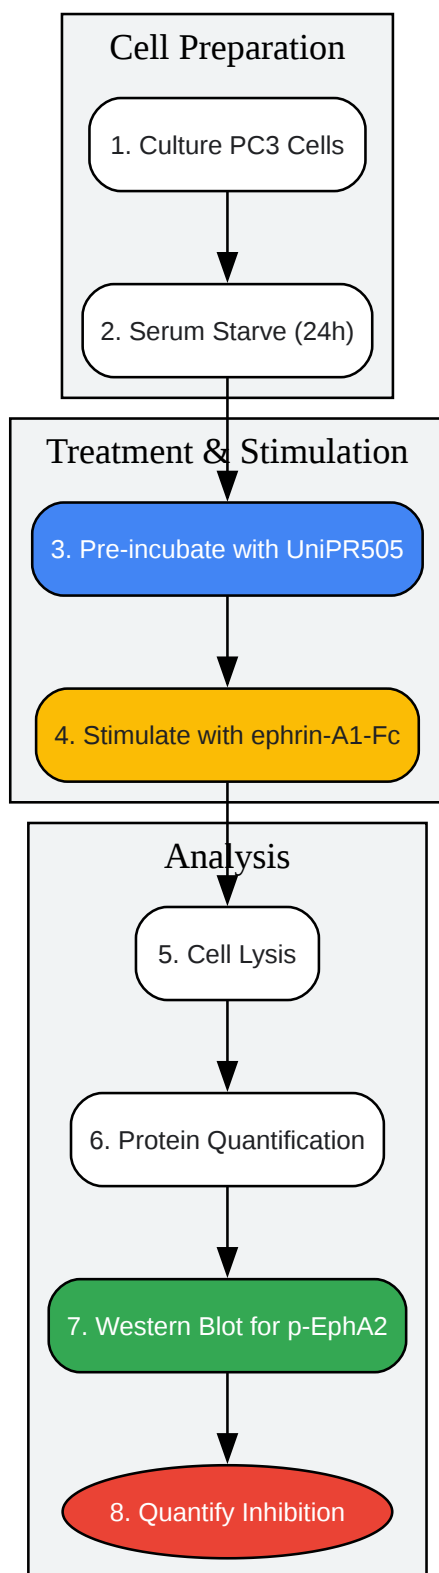 Cell Preparation
1. Culture PC3 Cells
2. Serum Starve (24h)
Treatment & Stimulation
3. Pre-incubate with UniPR505
4. Stimulate with ephrin-A1-Fc
Analysis
5. Cell Lysis
6. Protein Quantification
7. Western Blot for p-EphA2
8. Quantify Inhibition